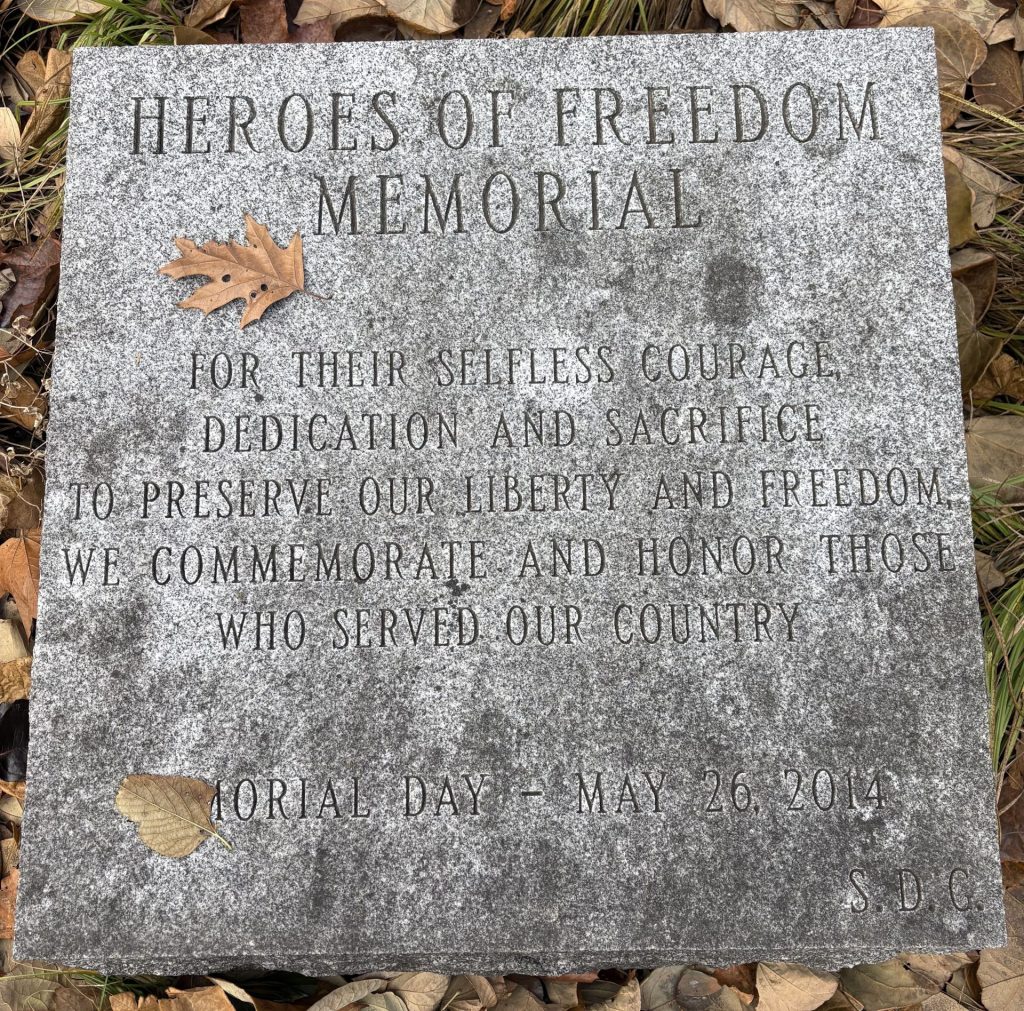 HEROES OF FREEDOM
MEMORIAL
FOR THEIR SELFLESS COURAGE,
DEDICATION AND SACRIFICE
TO PRESERVE OUR LIBERTY AND FREEDOM,
WE COMMEMORATE AND HONOR THOSE
WHO SERVED OUR COUNTRY
MORIAL DAY - MAY 26, 2014
S. D. G.